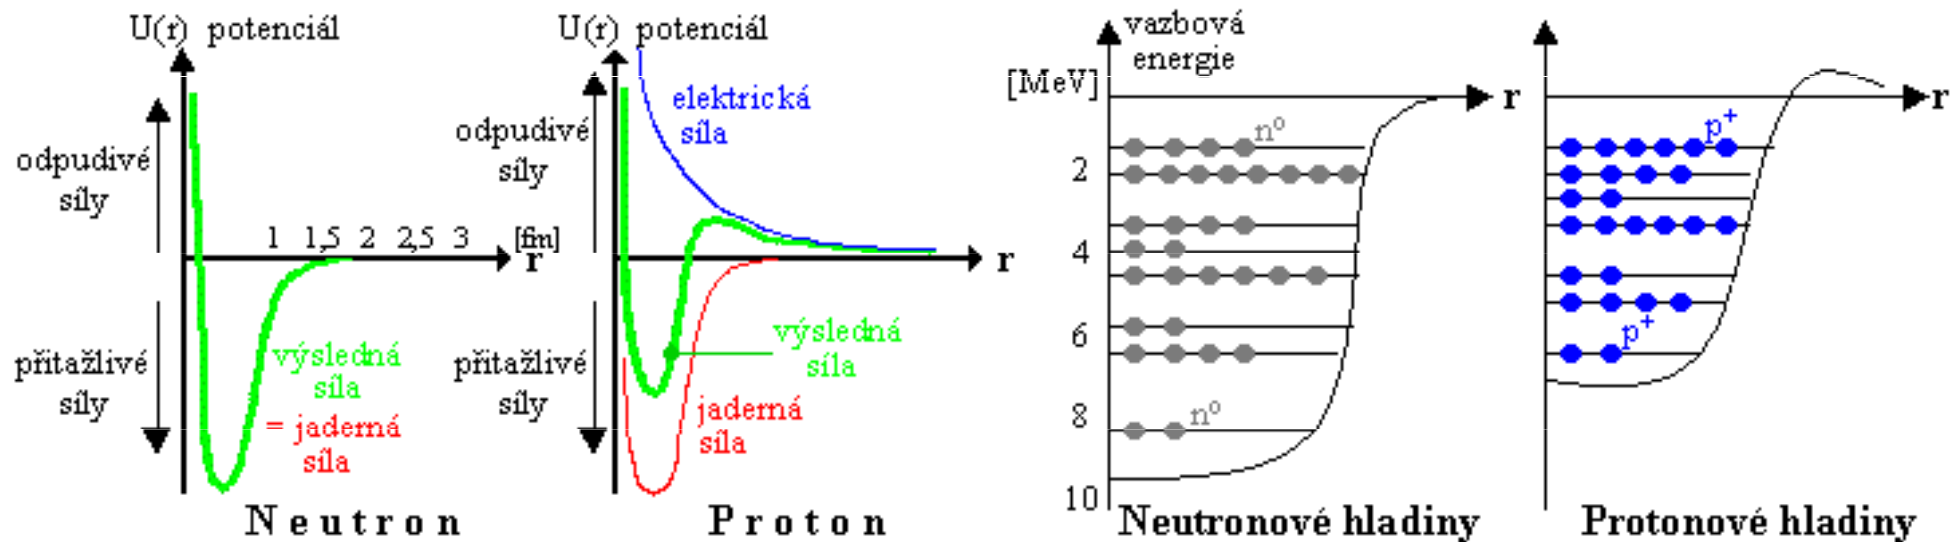 U(r) potenciál
odpudivé
síly
1 1,5 2 2,5 3 [fm]
r
přitažlivé
síly
výsledná
síla
= jaderná
síla
Neutron
U(r) potenciál
elektrická
síla
odpudivé
síly
r
přitažlivé
síly
výsledná
síla
jaderná
síla
Proton
vazbová
energie
[MeV]
r
n⁰
2
4
6
8
n⁰
10
Neutronové hladiny
r
p⁺
p⁺
Protonové hladiny